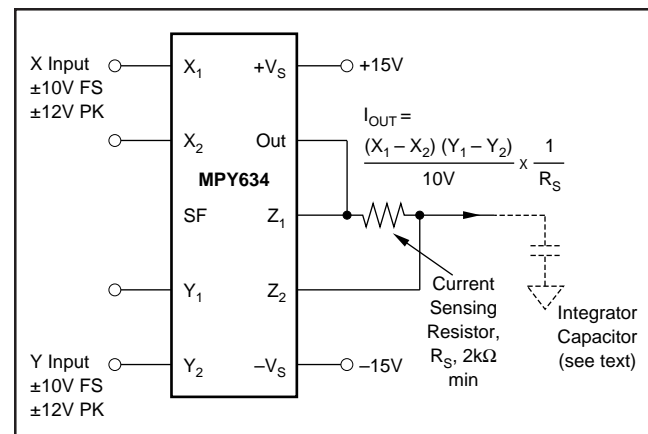 X Input
±10V FS
±12V PK
X1
X2
MPY634
SF
Y1
Y Input
±10V FS
±12V PK
Y2
+VS
+15V
Out
Z1
Z2
–VS
–15V
IOUT =
(X1 – X2) (Y1 – Y2)
10V
x
1
RS
Current
Sensing
Resistor,
RS, 2kΩ
min
Integrator
Capacitor
(see text)